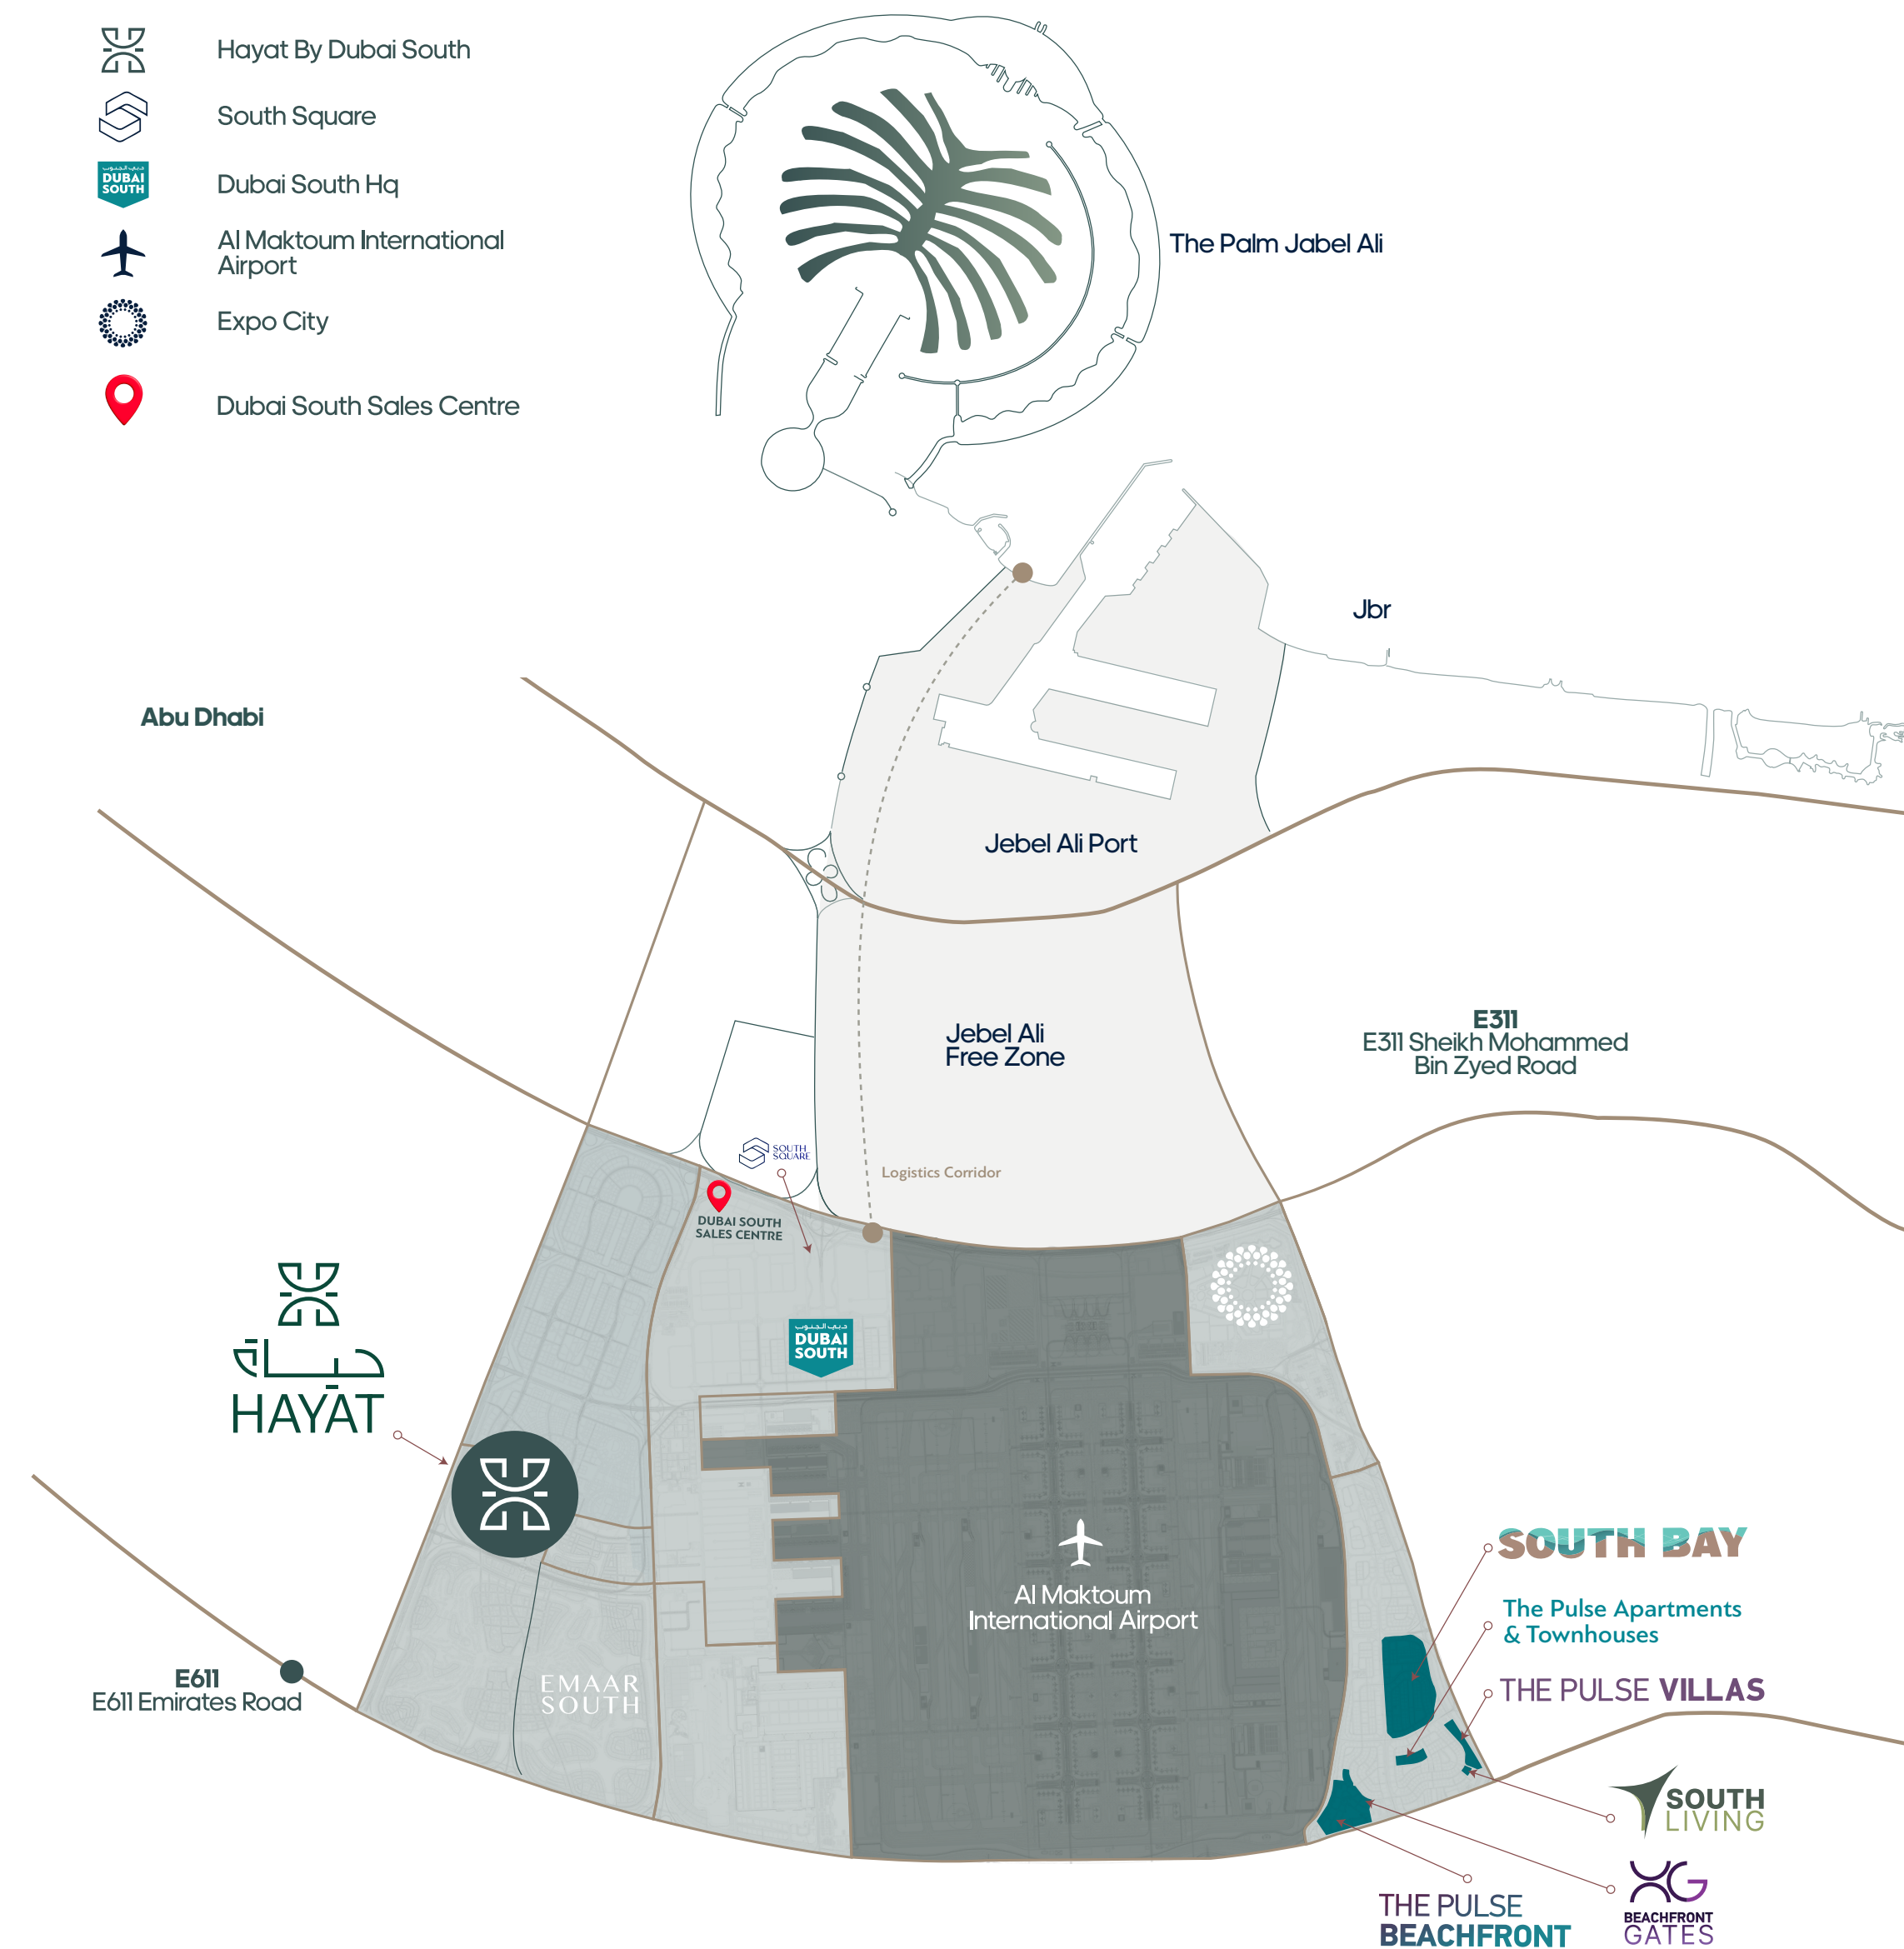 Hayat By Dubai South
South Square
دبي الجنوب
DUBAI
SOUTH
Dubai South Hq
Al Maktoum International
Airport
Expo City
Dubai South Sales Centre
The Palm Jabel Ali
Jbr
Abu Dhabi
Jebel Ali Port
Jebel Ali
Free Zone
E311
E311 Sheikh Mohammed
Bin Zyed Road
SOUTH
SQUARE
Logistics Corridor
DUBAI SOUTH
SALES CENTRE
حياة
HAYAT
دبي الجنوب
DUBAI
SOUTH
Al Maktoum
International Airport
SOUTH BAY
The Pulse Apartments
& Townhouses
THE PULSE VILLAS
E611
E611 Emirates Road
EMAAR
SOUTH
SOUTH
LIVING
THE PULSE
BEACHFRONT
BEACHFRONT
GATES